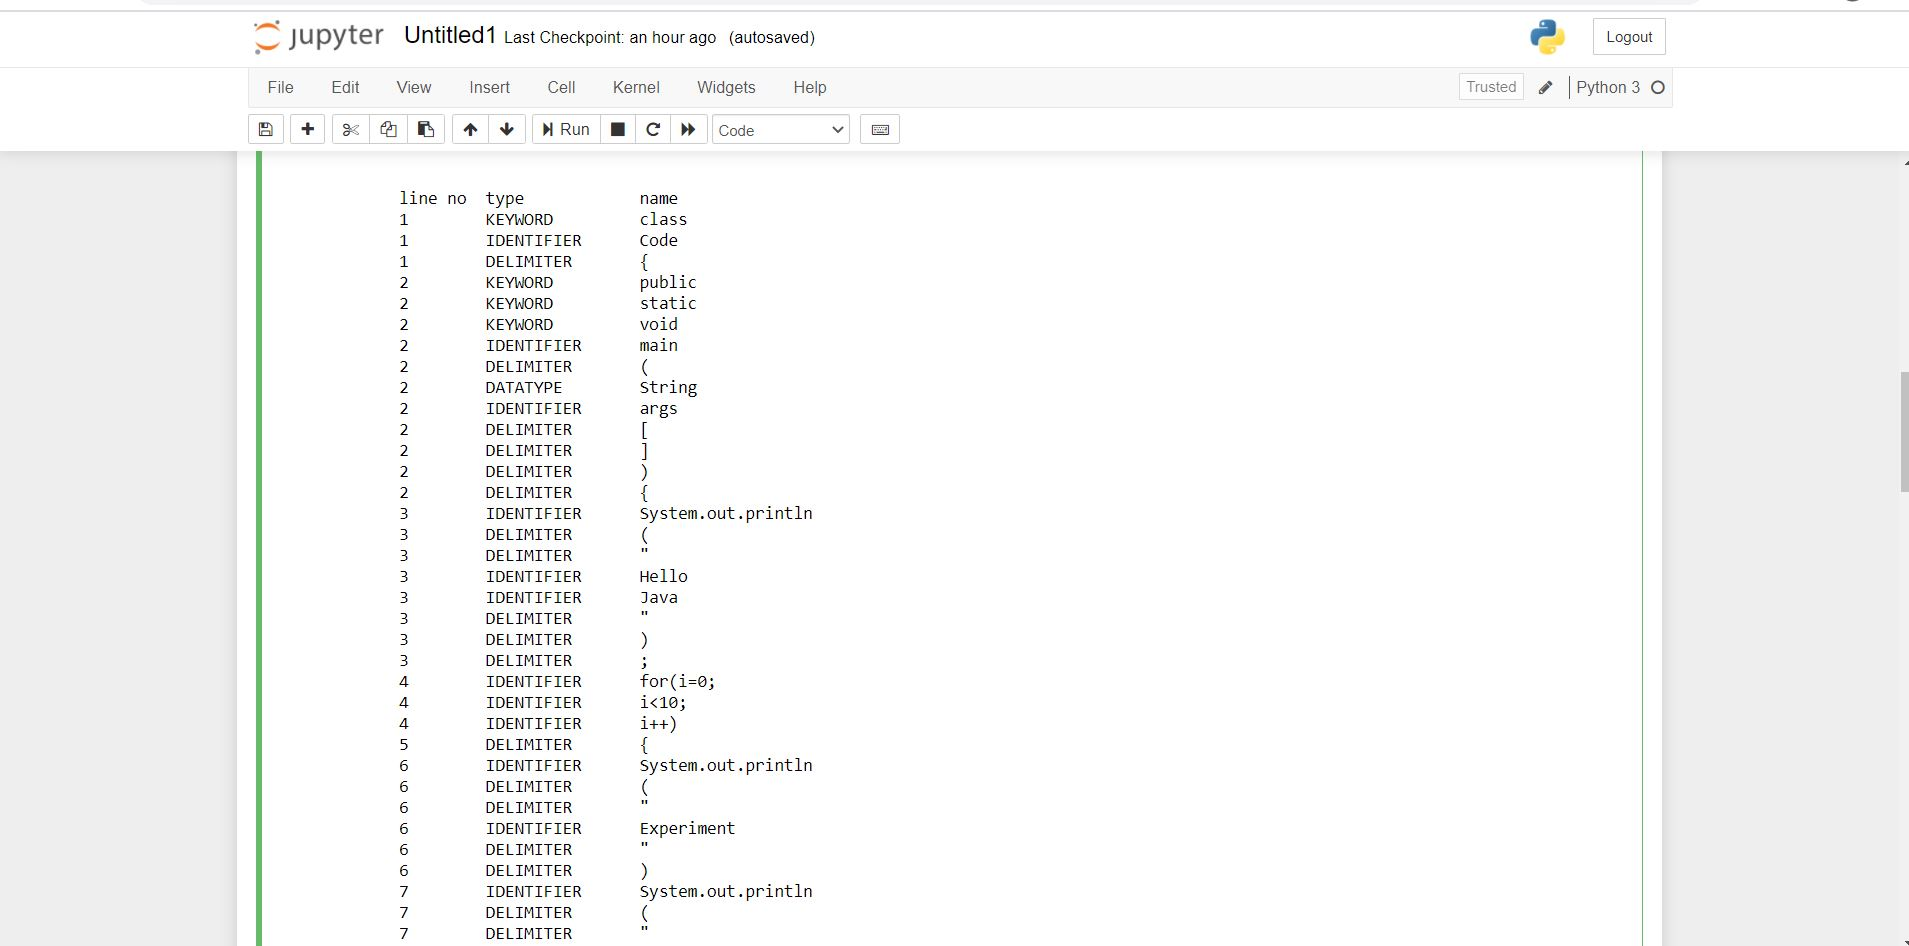 jupyter Untitled1 Last Checkpoint: an hour ago (autosaved) Logout
File Edit View Insert Cell Kernel Widgets Help Trusted Python 3
Run Code
line no type name
1 KEYWORD class
1 IDENTIFIER Code
1 DELIMITER {
2 KEYWORD public
2 KEYWORD static
2 KEYWORD void
2 IDENTIFIER main
2 DELIMITER (
2 DATATYPE String
2 IDENTIFIER args
2 DELIMITER [
2 DELIMITER ]
2 DELIMITER )
2 DELIMITER {
3 IDENTIFIER System.out.println
3 DELIMITER (
3 DELIMITER "
3 IDENTIFIER Hello
3 IDENTIFIER Java
3 DELIMITER "
3 DELIMITER )
3 DELIMITER ;
4 IDENTIFIER for(i=0;
4 IDENTIFIER i<10;
4 IDENTIFIER i++)
5 DELIMITER {
6 IDENTIFIER System.out.println
6 DELIMITER (
6 DELIMITER "
6 IDENTIFIER Experiment
6 DELIMITER "
6 DELIMITER )
7 IDENTIFIER System.out.println
7 DELIMITER (
7 DELIMITER "